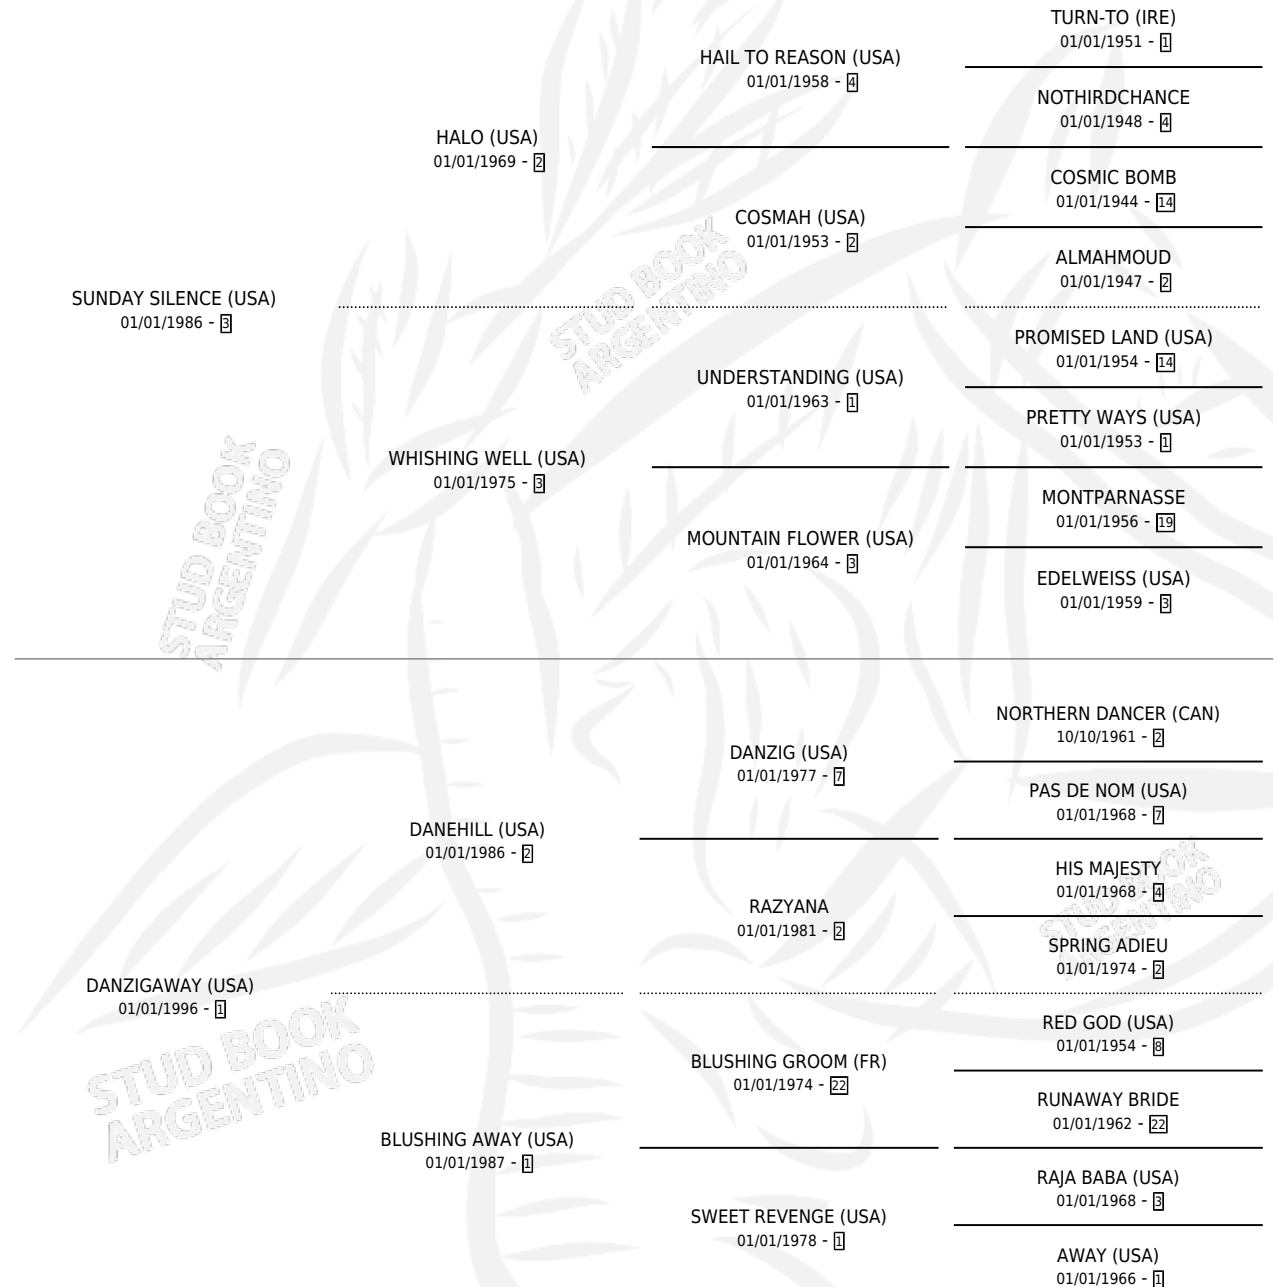 TURN-TO (IRE)
01/01/1951 - 1
HAIL TO REASON (USA)
01/01/1958 - 4
NOTHIRDCHANCE
01/01/1948 - 4
HALO (USA)
01/01/1969 - 2
COSMIC BOMB
01/01/1944 - 14
COSMAH (USA)
01/01/1953 - 2
ALMAHMOUD
01/01/1947 - 2
SUNDAY SILENCE (USA)
01/01/1986 - 3
STUD BOOK
ARGENTINO
PROMISED LAND (USA)
01/01/1954 - 14
UNDERSTANDING (USA)
01/01/1963 - 1
PRETTY WAYS (USA)
01/01/1953 - 1
WHISHING WELL (USA)
01/01/1975 - 3
MONTPARNASSE
01/01/1956 - 19
MOUNTAIN FLOWER (USA)
01/01/1964 - 3
EDELWEISS (USA)
01/01/1959 - 3
STUD BOOK
ARGENTINO
NORTHERN DANCER (CAN)
10/10/1961 - 2
DANZIG (USA)
01/01/1977 - 7
PAS DE NOM (USA)
01/01/1968 - 7
DANEHILL (USA)
01/01/1986 - 2
HIS MAJESTY
01/01/1968 - 4
RAZYANA
01/01/1981 - 2
SPRING ADIEU
01/01/1974 - 2
STUD BOOK
ARGENTINO
DANZIGAWAY (USA)
01/01/1996 - 1
RED GOD (USA)
01/01/1954 - 8
BLUSHING GROOM (FR)
01/01/1974 - 22
RUNAWAY BRIDE
01/01/1962 - 22
STUD BOOK
ARGENTINO
BLUSHING AWAY (USA)
01/01/1987 - 1
RAJA BABA (USA)
01/01/1968 - 3
SWEET REVENGE (USA)
01/01/1978 - 1
AWAY (USA)
01/01/1966 - 1